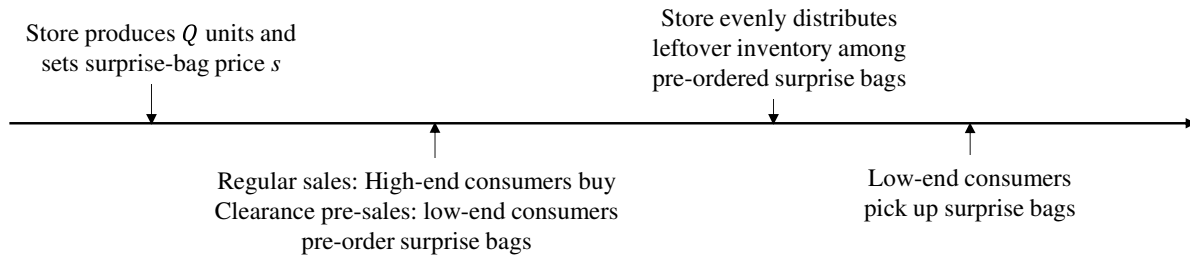 Store produces Q units and
sets surprise-bag price s
Store evenly distributes
leftover inventory among
pre-ordered surprise bags
Regular sales: High-end consumers buy
Clearance pre-sales: low-end consumers
pre-order surprise bags
Low-end consumers
pick up surprise bags